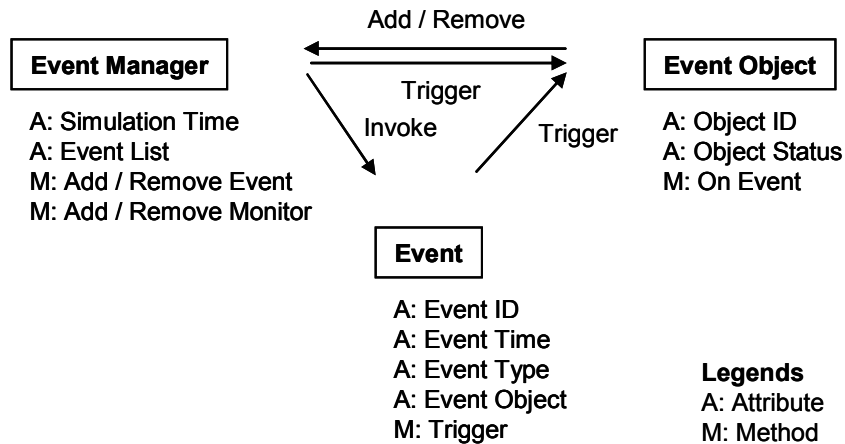 Add / Remove
Event Manager
Event Object
Trigger
Invoke
Trigger
A: Simulation Time
A: Event List
M: Add / Remove Event
M: Add / Remove Monitor
A: Object ID
A: Object Status
M: On Event
Event
A: Event ID
A: Event Time
A: Event Type
A: Event Object
M: Trigger
Legends
A: Attribute
M: Method